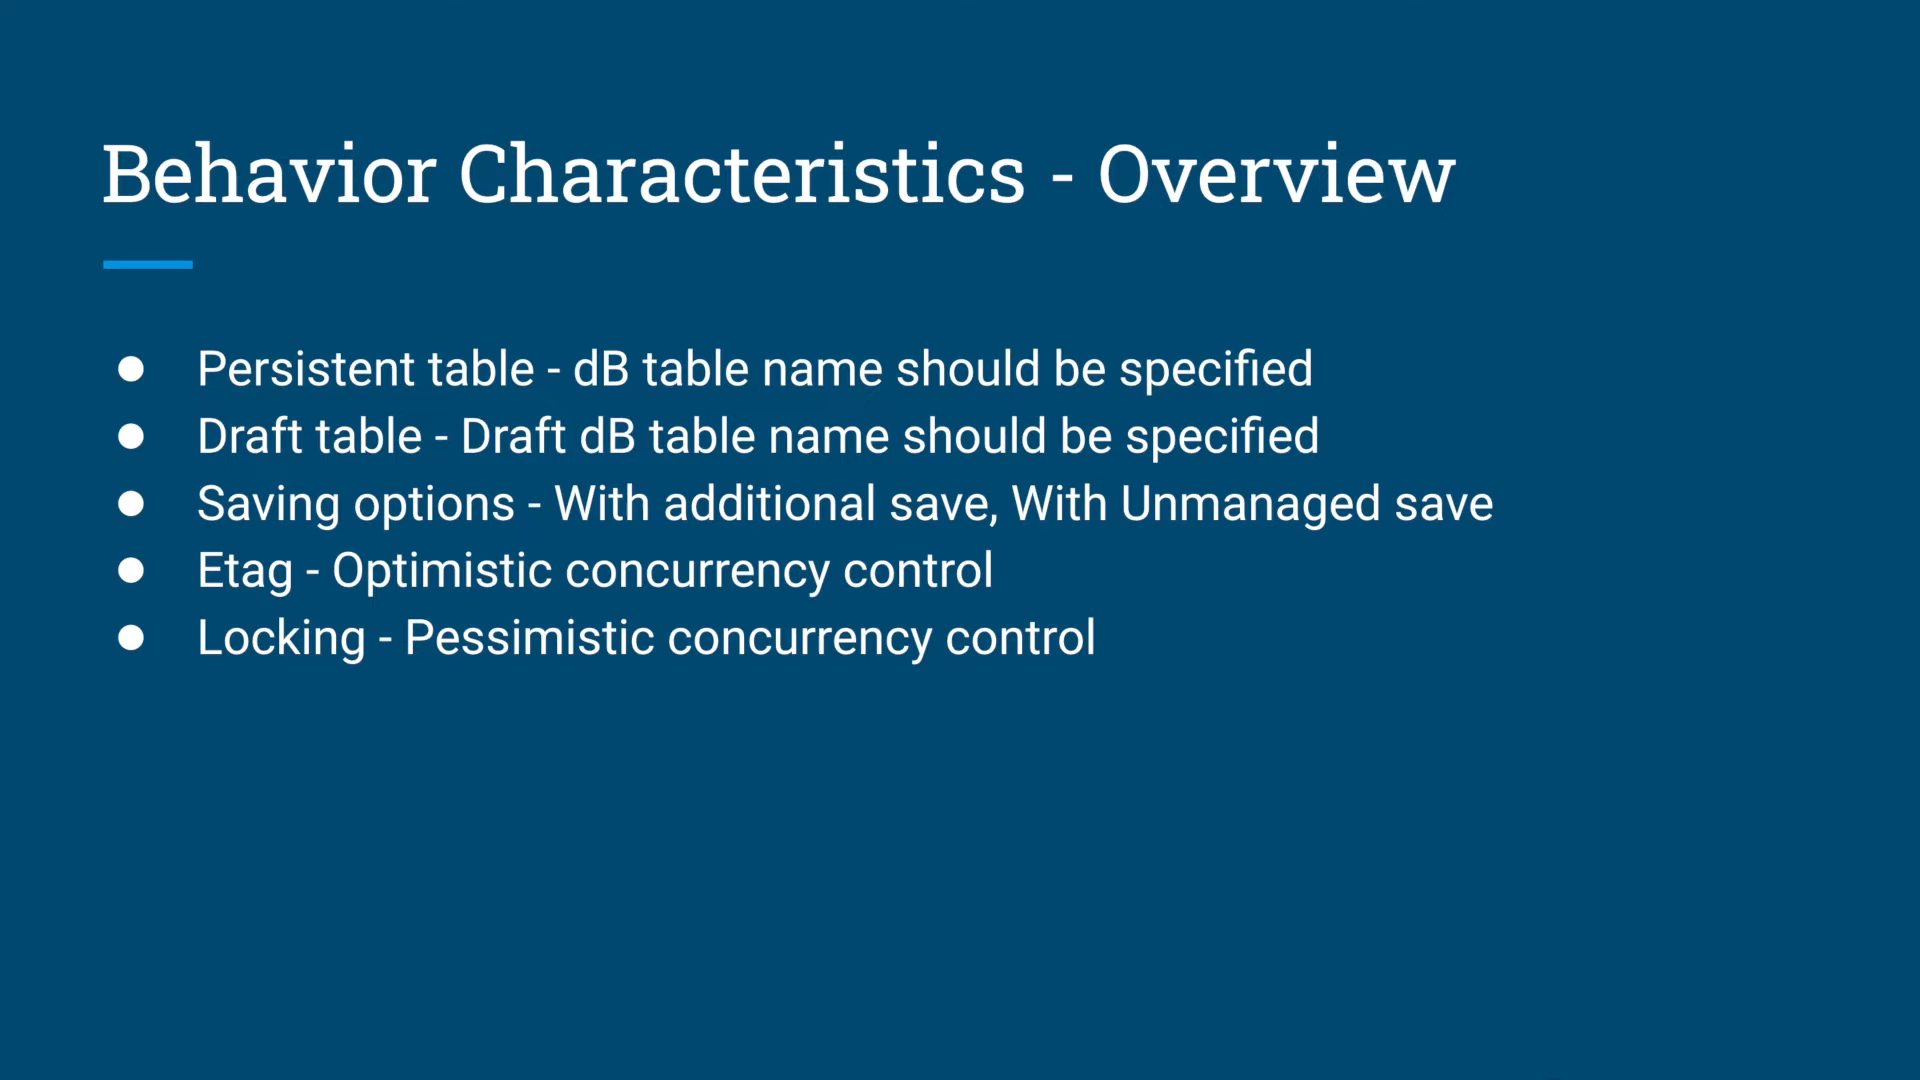 Behavior Characteristics - Overview
● Persistent table - dB table name should be specified
● Draft table - Draft dB table name should be specified
● Saving options - With additional save, With Unmanaged save
● Etag - Optimistic concurrency control
● Locking - Pessimistic concurrency control